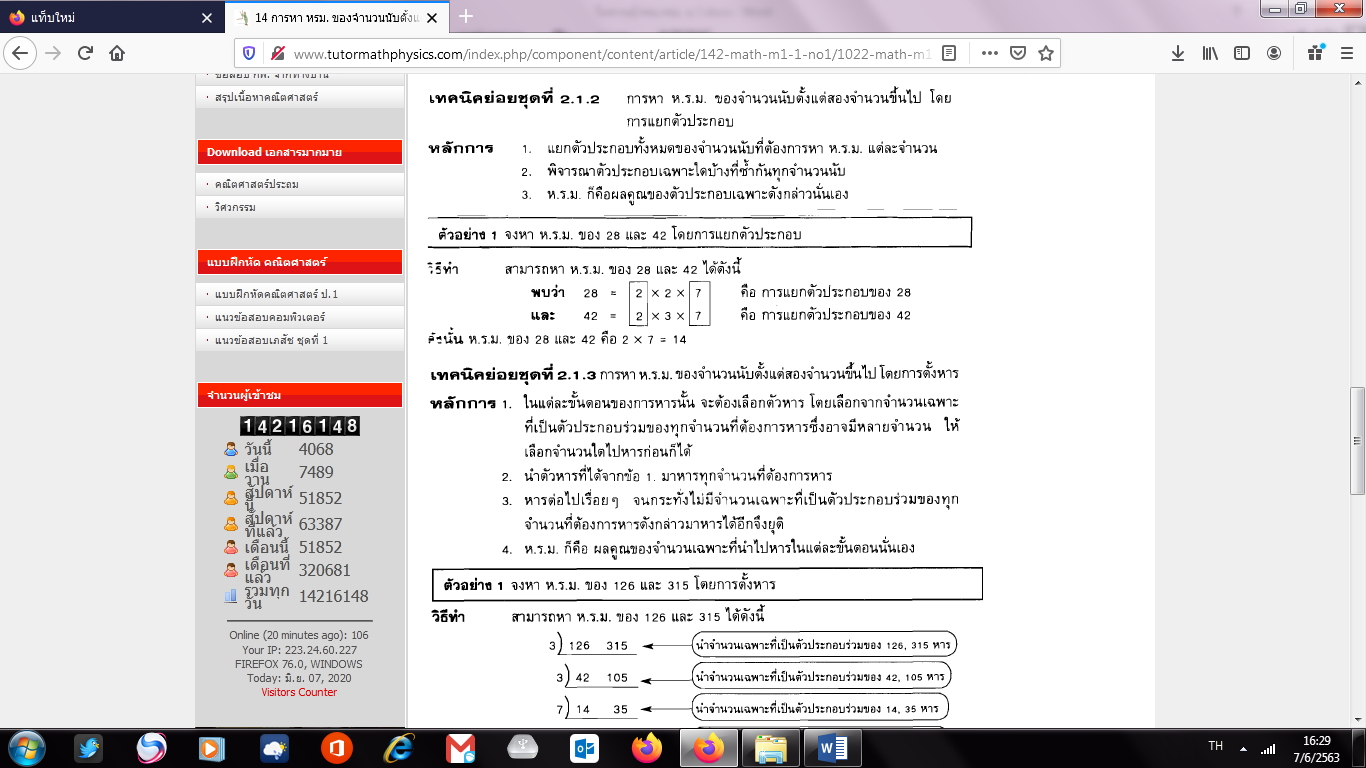 แท็บใหม่
14 การหา หรม. ของจำนวนนับตั้งแ
www.tutormathphysics.com/index.php/component/content/article/142-math-m1-1-no1/1022-math-m1
ข้อสอบ กพ. จากทางบ้าน
สรุปเนื้อหาคณิตศาสตร์
Download เอกสารมากมาย
คณิตศาสตร์ประถม
วิศวกรรม
แบบฝึกหัด คณิตศาสตร์
แบบฝึกหัดคณิตศาสตร์ ป.1
แนวข้อสอบคอมพิวเตอร์
แนวข้อสอบเภสัช ชุดที่ 1
จำนวนผู้เข้าชม
14216148
วันนี้ 4068
เมื่อวาน 7489
สัปดาห์นี้ 51852
สัปดาห์ที่แล้ว 63387
เดือนนี้ 51852
เดือนที่แล้ว 320681
รวมทุกวัน 14216148
Online (20 minutes ago): 106
Your IP: 223.24.60.227
FIREFOX 76.0, WINDOWS
Today: มิ.ย. 07, 2020
Visitors Counter
เทคนิคย่อยชุดที่ 2.1.2 การหา ห.ร.ม. ของจำนวนนับตั้งแต่สองจำนวนขึ้นไป โดย
การแยกตัวประกอบ
หลักการ 1. แยกตัวประกอบทั้งหมดของจำนวนนับที่ต้องการหา ห.ร.ม. แต่ละจำนวน
2. พิจารณาตัวประกอบเฉพาะใดบ้างที่ซ้ำกันทุกจำนวนนับ
3. ห.ร.ม. ก็คือผลคูณของตัวประกอบเฉพาะดังกล่าวนั่นเอง
ตัวอย่าง 1 จงหา ห.ร.ม. ของ 28 และ 42 โดยการแยกตัวประกอบ
วิธีทำ สามารถหา ห.ร.ม. ของ 28 และ 42 ได้ดังนี้
พบว่า 28 = 2 × 2 × 7 คือ การแยกตัวประกอบของ 28
และ 42 = 2 × 3 × 7 คือ การแยกตัวประกอบของ 42
ดังนั้น ห.ร.ม. ของ 28 และ 42 คือ 2 × 7 = 14
เทคนิคย่อยชุดที่ 2.1.3 การหา ห.ร.ม. ของจำนวนนับตั้งแต่สองจำนวนขึ้นไป โดยการตั้งหาร
หลักการ 1. ในแต่ละขั้นตอนของการหารนั้น จะต้องเลือกตัวหาร โดยเลือกจากจำนวนเฉพาะ
ที่เป็นตัวประกอบร่วมของทุกจำนวนที่ต้องการหารซึ่งอาจมีหลายจำนวน ให้
เลือกจำนวนใดไปหารก่อนก็ได้
2. นำตัวหารที่ได้จากข้อ 1. มาหารทุกจำนวนที่ต้องการหาร
3. หารต่อไปเรื่อยๆ จนกระทั่งไม่มีจำนวนเฉพาะที่เป็นตัวประกอบร่วมของทุก
จำนวนที่ต้องการหารดังกล่าวมาหารได้อีกจึงยุติ
4. ห.ร.ม. ก็คือ ผลคูณของจำนวนเฉพาะที่นำไปหารในแต่ละขั้นตอนนั่นเอง
ตัวอย่าง 1 จงหา ห.ร.ม. ของ 126 และ 315 โดยการตั้งหาร
วิธีทำ สามารถหา ห.ร.ม. ของ 126 และ 315 ได้ดังนี้
3) 126 315 นำจำนวนเฉพาะที่เป็นตัวประกอบร่วมของ 126, 315 หาร
3) 42 105 นำจำนวนเฉพาะที่เป็นตัวประกอบร่วมของ 42, 105 หาร
7) 14 35 นำจำนวนเฉพาะที่เป็นตัวประกอบร่วมของ 14, 35 หาร
TH
16:29
7/6/2563